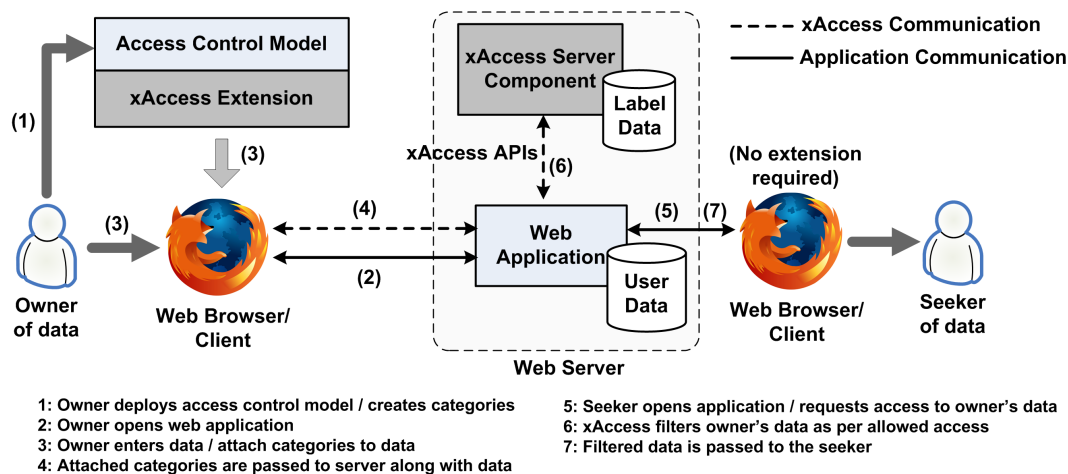 Access Control Model
xAccess Extension
(1)
(3)
(3)
Owner
of data
Web Browser/
Client
(4)
(2)
xAccess Server
Component
Label
Data
xAccess APIs
(6)
Web
Application
User
Data
Web Server
(5)
(7)
(No extension
required)
Web Browser/
Client
Seeker
of data
xAccess Communication
Application Communication
1: Owner deploys access control model / creates categories
2: Owner opens web application
3: Owner enters data / attach categories to data
4: Attached categories are passed to server along with data
5: Seeker opens application / requests access to owner's data
6: xAccess filters owner's data as per allowed access
7: Filtered data is passed to the seeker